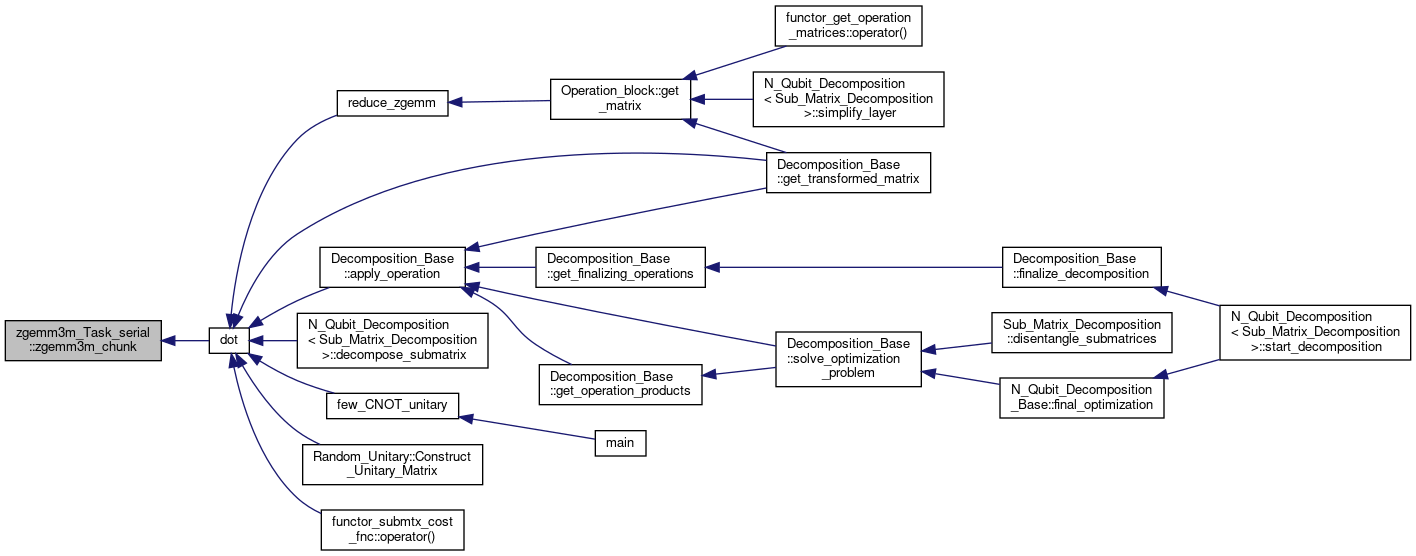 zgemm3m_Task_serial
::zgemm3m_chunk
dot
reduce_zgemm
Operation_block::get
_matrix
functor_get_operation
_matrices::operator()
N_Qubit_Decomposition
< Sub_Matrix_Decomposition
>::simplify_layer
Decomposition_Base
::get_transformed_matrix
Decomposition_Base
::apply_operation
Decomposition_Base
::get_finalizing_operations
Decomposition_Base
::finalize_decomposition
N_Qubit_Decomposition
< Sub_Matrix_Decomposition
>::start_decomposition
Decomposition_Base
::solve_optimization
_problem
Sub_Matrix_Decomposition
::disentangle_submatrices
N_Qubit_Decomposition
_Base::final_optimization
Decomposition_Base
::get_operation_products
N_Qubit_Decomposition
< Sub_Matrix_Decomposition
>::decompose_submatrix
few_CNOT_unitary
main
Random_Unitary::Construct
_Unitary_Matrix
functor_submtx_cost
_fnc::operator()